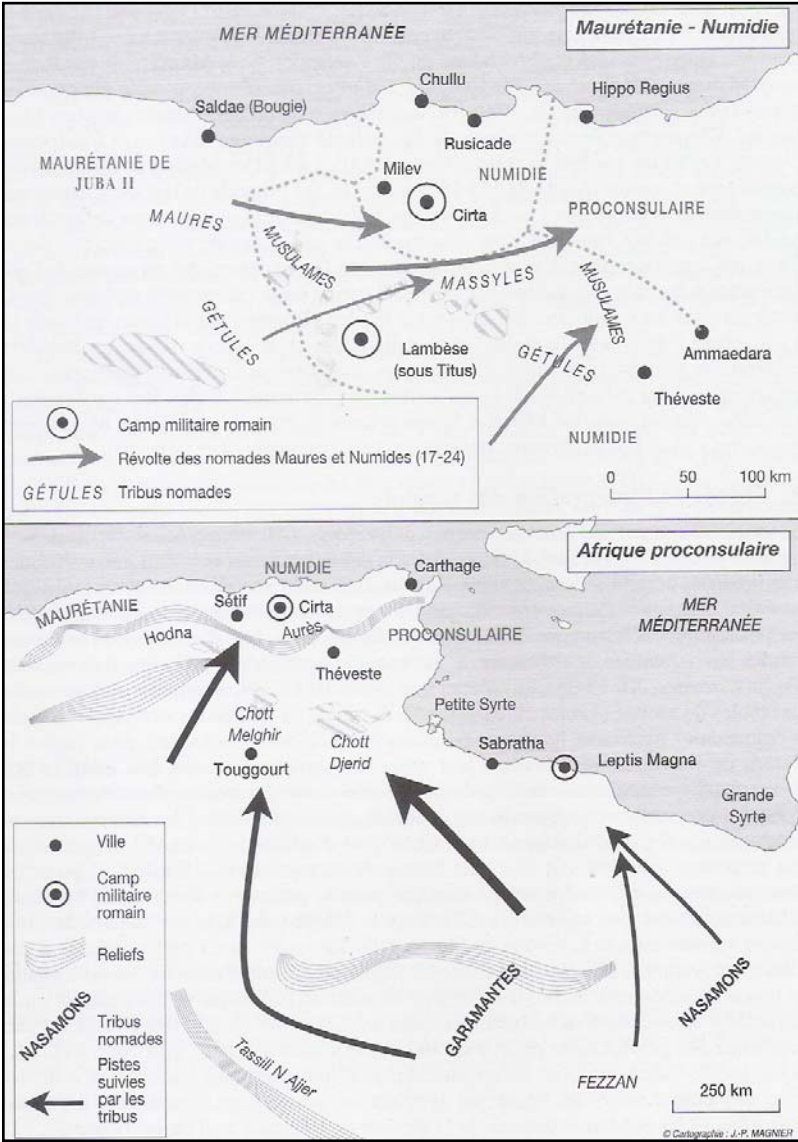 MER MÉDITERRANÉE
Maurétanie - Numidie
Chullu
Hippo Regius
Saldae (Bougie)
Rusicade
MAURÉTANIE DE
JUBA II
Milev
NUMIDIE
Cirta
MAURES
PROCONSULAIRE
MUSULAMES
MASSYLES
MUSULAMES
GÉTULES
Lambèse
(sous Titus)
GÉTULES
Ammaedara
Théveste
NUMIDIE
Camp militaire romain
Révolte des nomades Maures et Numides (17-24)
GÉTULES Tribus nomades
0 50 100 km
Afrique proconsulaire
NUMIDIE
Carthage
MAURÉTANIE
Sétif
Cirta
MER
MÉDITERRANÉE
Hodna
Aurès
PROCONSULAIRE
Théveste
Petite Syrte
Chott
Melghir
Chott
Djerid
Sabratha
Leptis Magna
Touggourt
Grande
Syrte
Ville
Camp
militaire
romain
Reliefs
NASAMONS
Tribus
nomades
Pistes
suivies
par les
tribus
GARAMANTES
NASAMONS
Tassili N Ajjer
FEZZAN
250 km
© Cartographie : J.-P. MAGNIER